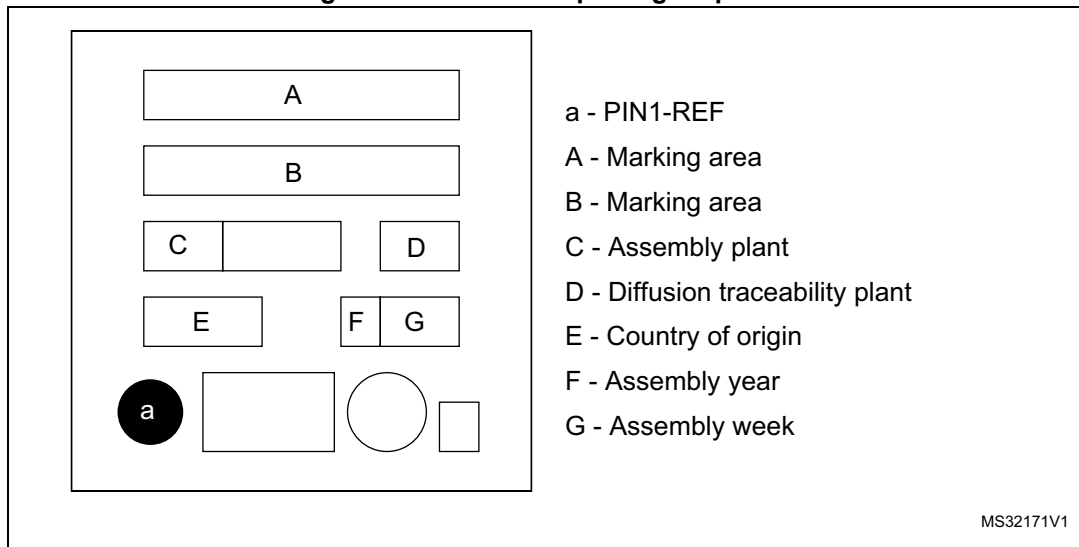 A
B
C
D
E
F
G
a
a - PIN1-REF
A - Marking area
B - Marking area
C - Assembly plant
D - Diffusion traceability plant
E - Country of origin
F - Assembly year
G - Assembly week
MS32171V1